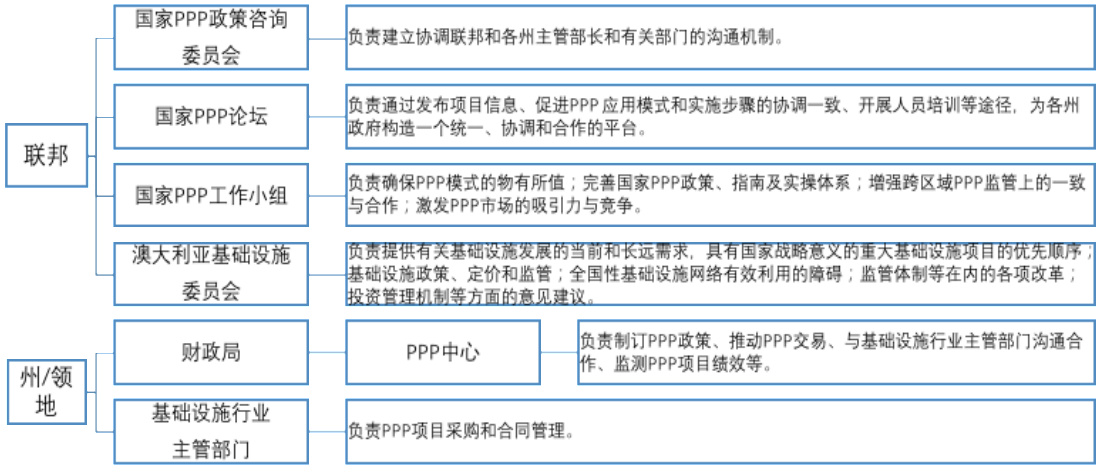 联邦
国家PPP政策咨询
委员会
负责建立协调联邦和各州主管部长和有关部门的沟通机制。
国家PPP论坛
负责通过发布项目信息、促进PPP 应用模式和实施步骤的协调一致、开展人员培训等途径，为各州
政府构造一个统一、协调和合作的平台。
国家PPP工作小组
负责确保PPP模式的物有所值；完善国家PPP政策、指南及实操体系；增强跨区域PPP监管上的一致
与合作；激发PPP市场的吸引力与竞争。
澳大利亚基础设施
委员会
负责提供有关基础设施发展的当前和长远需求，具有国家战略意义的重大基础设施项目的优先顺序；
基础设施政策、定价和监管；全国性基础设施网络有效利用的障碍；监管体制等在内的各项改革；
投资管理机制等方面的意见建议。
州/领
地
财政局
PPP中心
负责制订PPP政策、推动PPP交易、与基础设施行业主管部门沟通合
作、监测PPP项目绩效等。
基础设施行业
主管部门
负责PPP项目采购和合同管理。